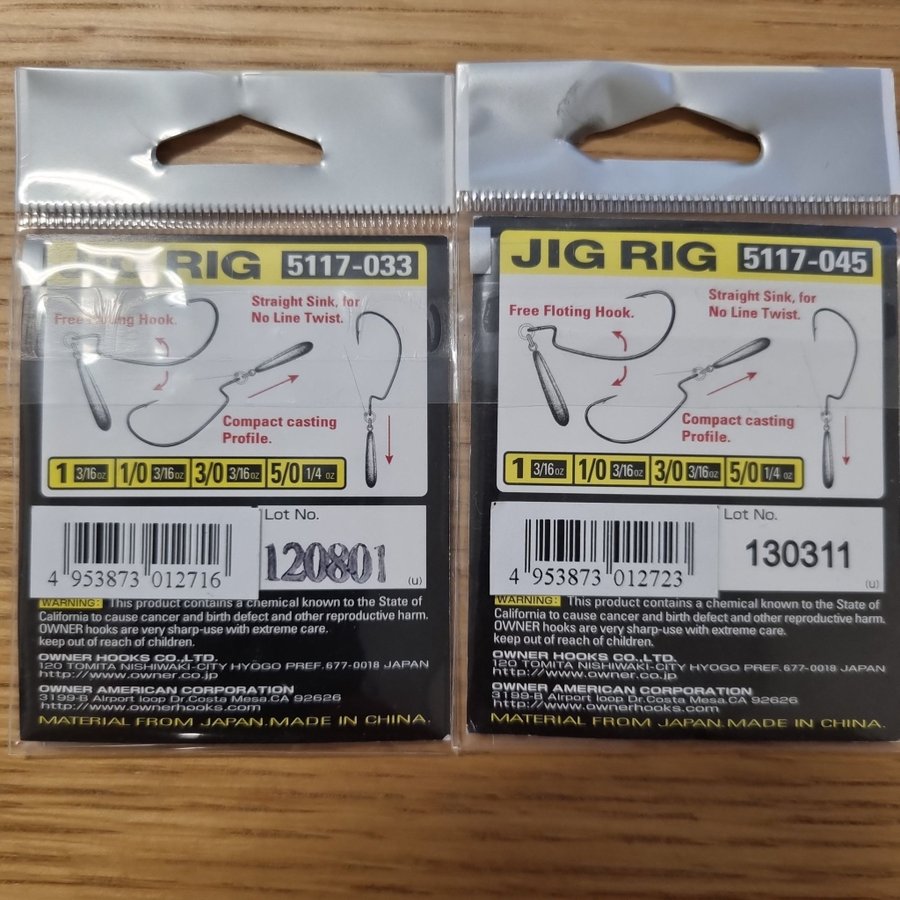 JIG RIG 5117-033
Straight Sink, for
No Line Twist.
Free Floting Hook.
Compact casting
Profile.
1 3/16oz 1/0 3/16oz 3/0 3/16oz 5/0 1/4 oz
Lot No.
120801
(u)
4 953873 012716
WARNING: This product contains a chemical known to the State of
California to cause cancer and birth defect and other reproductive harm.
OWNER hooks are very sharp-use with extreme care.
keep out of reach of children.
OWNER HOOKS CO.,LTD.
120 TOMITA NISHIWAKI-CITY HYOGO PREF.677-0018 JAPAN
http://www.owner.co.jp
OWNER AMERICAN CORPORATION
3199-B Airport loop Dr.Costa Mesa.CA 92626
http://www.ownerhooks.com
MATERIAL FROM JAPAN.MADE IN CHINA.
JIG RIG 5117-045
Straight Sink, for
No Line Twist.
Free Floting Hook.
Compact casting
Profile.
1 3/16oz 1/0 3/16oz 3/0 3/16oz 5/0 1/4 oz
Lot No.
130311
(u)
4 953873 012723
WARNING: This product contains a chemical known to the State of
California to cause cancer and birth defect and other reproductive harm.
OWNER hooks are very sharp-use with extreme care.
keep out of reach of children.
OWNER HOOKS CO.,LTD.
120 TOMITA NISHIWAKI-CITY HYOGO PREF.677-0018 JAPAN
http://www.owner.co.jp
OWNER AMERICAN CORPORATION
3199-B Airport loop Dr.Costa Mesa.CA 92626
http://www.ownerhooks.com
MATERIAL FROM JAPAN.MADE IN CHINA.